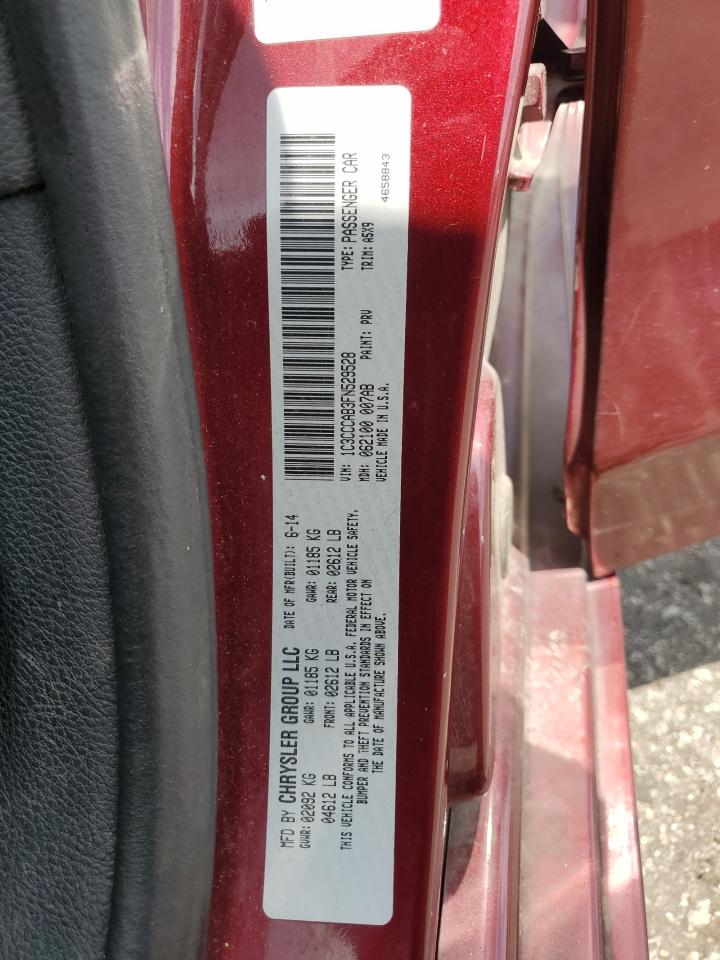 MFD BY CHRYSLER GROUP LLC DATE OF MFR(BUILT): 6-14
GVWR: 02092 KG GAWR: 01185 KG GAWR: 01185 KG
04612 LB FRONT: 02612 LB REAR: 02612 LB
THIS VEHICLE CONFORMS TO ALL APPLICABLE U.S.A. FEDERAL MOTOR VEHICLE SAFETY,
BUMPER AND THEFT PREVENTION STANDARDS IN EFFECT ON
THE DATE OF MANUFACTURE SHOWN ABOVE.
VIN: 1C3CCCAB3FN529528 TYPE: PASSENGER CAR
MDH: 062100 007AB PAINT: PRV TRIM: A5X9
VEHICLE MADE IN U.S.A. 4658843